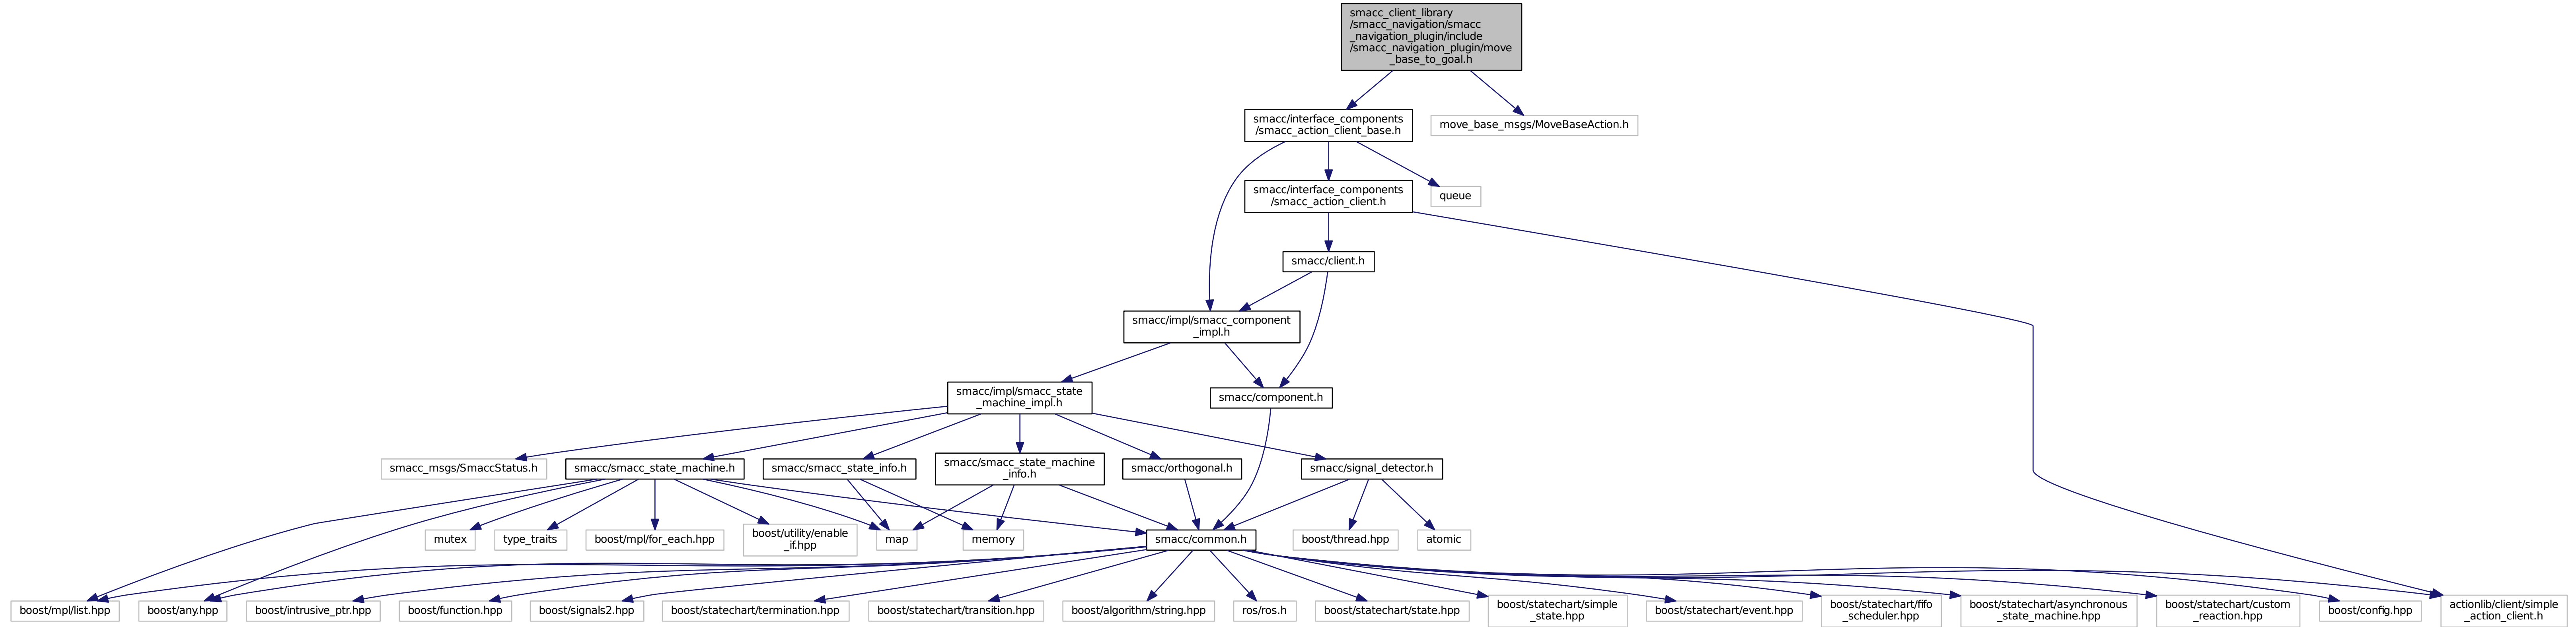 smacc_client_library
/smacc_navigation/smacc
_navigation_plugin/include
/smacc_navigation_plugin/move
_base_to_goal.h
smacc/interface_components
/smacc_action_client_base.h
move_base_msgs/MoveBaseAction.h
smacc/interface_components
/smacc_action_client.h
queue
smacc/client.h
smacc/impl/smacc_component
_impl.h
smacc/impl/smacc_state
_machine_impl.h
smacc/component.h
smacc_msgs/SmaccStatus.h
smacc/smacc_state_machine.h
smacc/smacc_state_info.h
smacc/smacc_state_machine
_info.h
smacc/orthogonal.h
smacc/signal_detector.h
mutex
type_traits
boost/mpl/for_each.hpp
boost/utility/enable
_if.hpp
map
memory
smacc/common.h
boost/thread.hpp
atomic
boost/mpl/list.hpp
boost/any.hpp
boost/intrusive_ptr.hpp
boost/function.hpp
boost/signals2.hpp
boost/statechart/termination.hpp
boost/statechart/transition.hpp
boost/algorithm/string.hpp
ros/ros.h
boost/statechart/state.hpp
boost/statechart/simple
_state.hpp
boost/statechart/event.hpp
boost/statechart/fifo
_scheduler.hpp
boost/statechart/asynchronous
_state_machine.hpp
boost/statechart/custom
_reaction.hpp
boost/config.hpp
actionlib/client/simple
_action_client.h